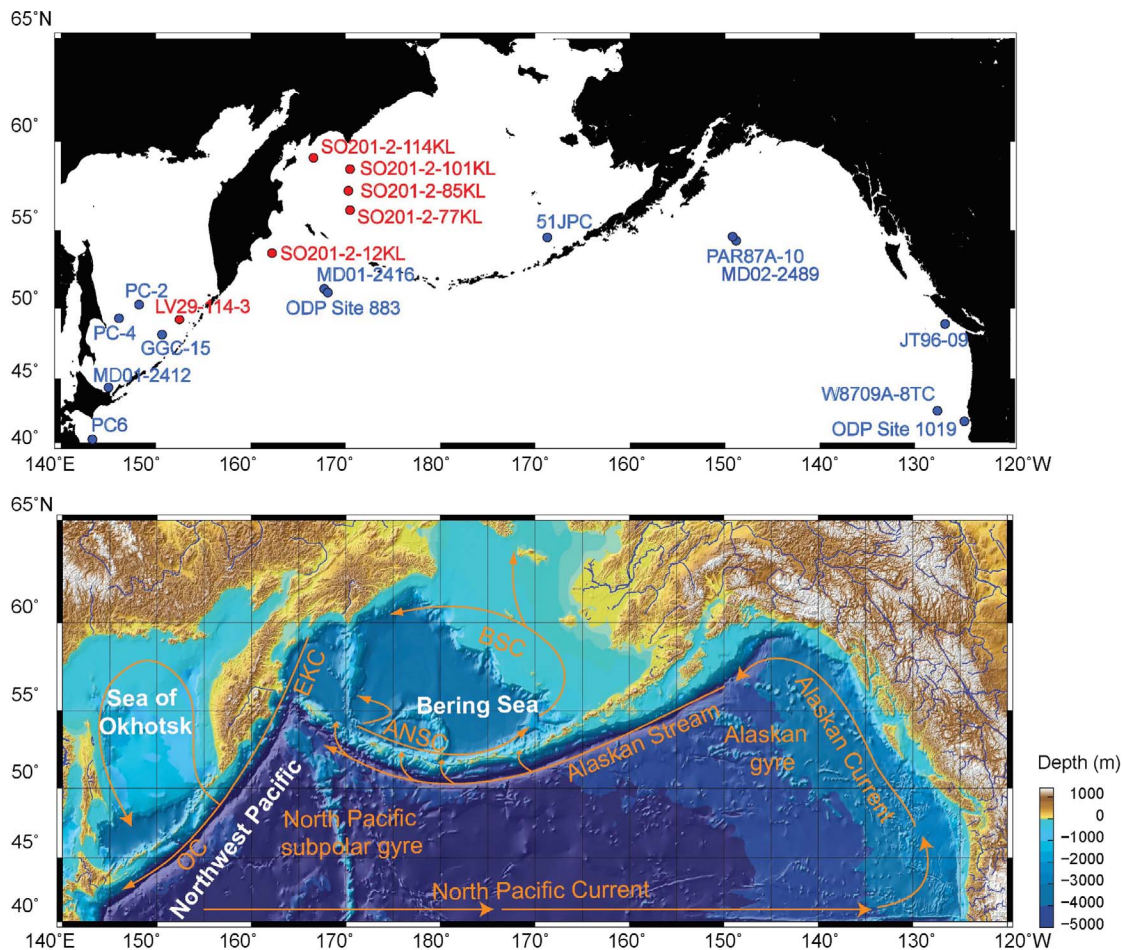 65°N
60°
55°
50°
45°
40°
140°E
150°
160°
170°
170°
160°
150°
140°
130°
120°W
SO201-2-114KL
SO201-2-101KL
SO201-2-85KL
SO201-2-77KL
SO201-2-12KL
51JPC
PAR87A-10
MD02-2489
MD01-2416
ODP Site 883
PC-2
LV29-114-3
PC-4
GGC-15
MD01-2412
PC6
JT96-09
W8709A-8TC
ODP Site 1019
65°N
60°
55°
50°
45°
40°
140°E
150°
160°
170°
170°
160°
150°
140°
130°
120°W
Sea of
Okhotsk
EKC
BSC
Bering Sea
ANSC
Alaskan Stream
Alaskan
gyre
Alaskan Current
OC
Northwest Pacific
North Pacific
subpolar gyre
North Pacific Current
Depth (m)
1000
0
−1000
−2000
−3000
−4000
−5000